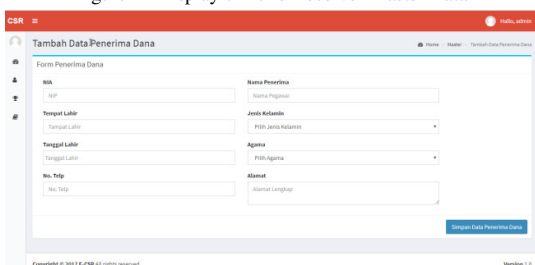 CSR
Hallo, admin
Tambah Data Penerima Dana
Home > Master > Tambah Data Penerima Dana
Form Penerima Dana
NIA
Nama Penerima
NIP
Nama Pegawai
Tempat Lahir
Jenis Kelamin
Tampat Lahir
Pilih Jenis Kelamin
Tanggal Lahir
Agama
Tanggal Lahir
Pilih Agama
No. Telp
Alamat
No. Telp
Alamat Lengkap
Simpan Data Penerima Dana
Copyright © 2017 E-CSR All rights reserved.
Version 1.0